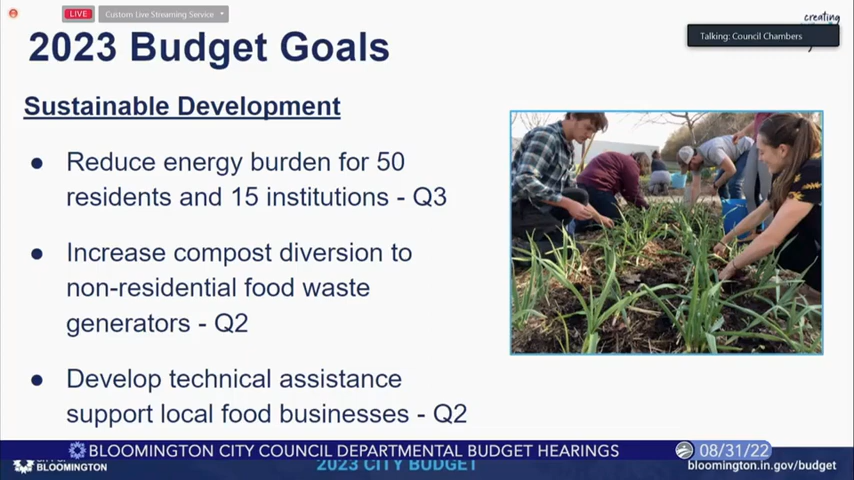 LIVE
Custom Live Streaming Service
creating
2023 Budget Goals
Talking: Council Chambers
Sustainable Development
● Reduce energy burden for 50
residents and 15 institutions - Q3
● Increase compost diversion to
non-residential food waste
generators - Q2
● Develop technical assistance
support local food businesses - Q2
BLOOMINGTON CITY COUNCIL DEPARTMENTAL BUDGET HEARINGS
08/31/22
BLOOMINGTON
2023 CITY BUDGET
bloomington.in.gov/budget